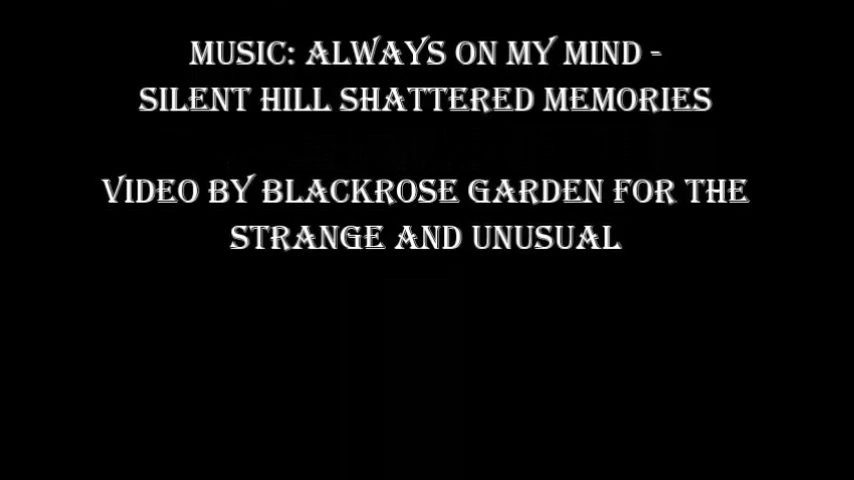 MUSIC: ALWAYS ON MY MIND -
SILENT HILL SHATTERED MEMORIES
VIDEO BY BLACKROSE GARDEN FOR THE
STRANGE AND UNUSUAL